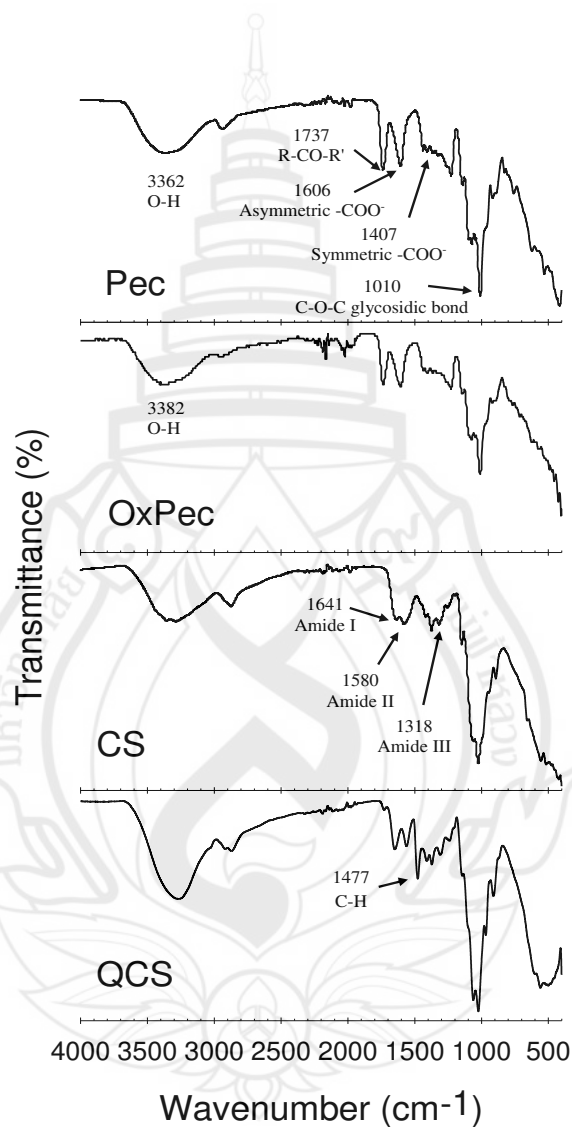 1737
R-CO-R'
3362
O-H
1606
Asymmetric -COO⁻
1407
Symmetric -COO⁻
1010
C-O-C glycosidic bond
Pec
3382
O-H
OxPec
Transmittance (%)
1641
Amide I
1580
Amide II
1318
Amide III
CS
1477
C-H
QCS
4000 3500 3000 2500 2000 1500 1000 500
Wavenumber (cm-1)